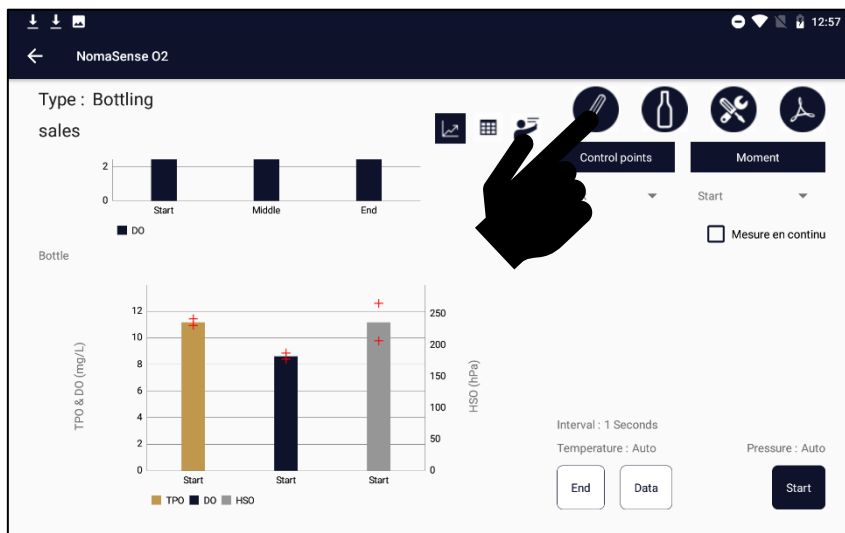 12:57
NomaSense O2
Type : Bottling
sales
Control points
Moment
Start
Mesure en continu
2
0
Start Middle End
DO
Bottle
TPO & DO (mg/L)
12
10
8
6
4
2
0
250
200
150
100
50
0
HSO (hPa)
Start Start Start
TPO DO HSO
Interval : 1 Seconds
Temperature : Auto
Pressure : Auto
End
Data
Start